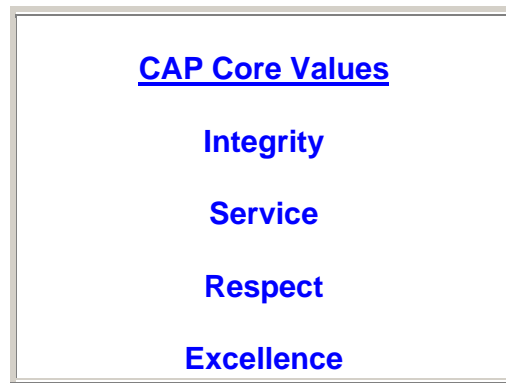 CAP Core Values
Integrity
Service
Respect
Excellence